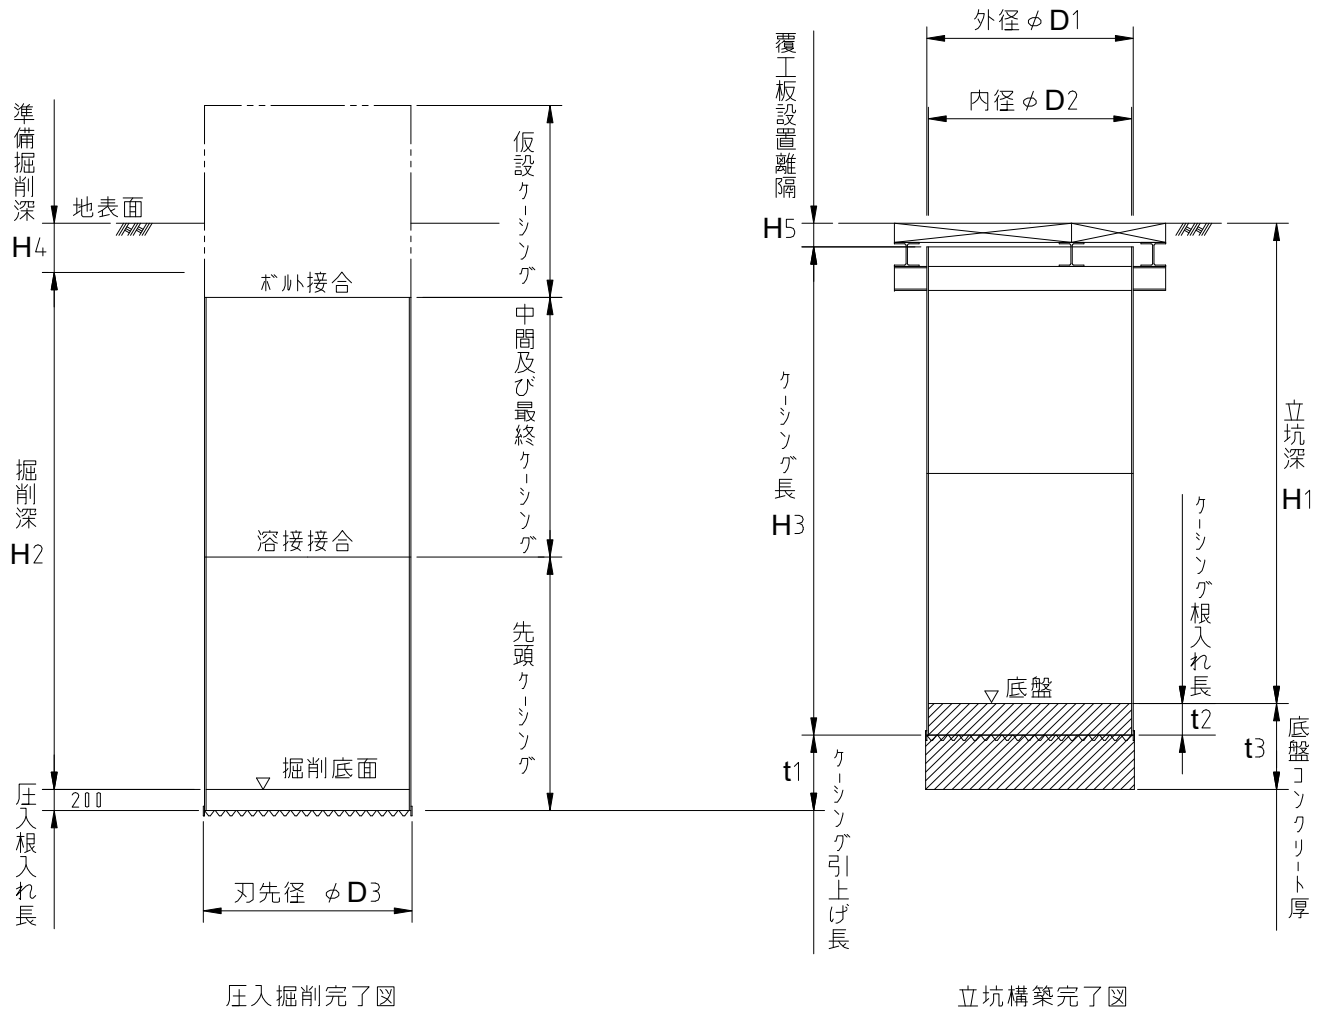 準備掘削深
H4
地表面
ボルト接合
仮設ケーシング
中間及び最終ケーシング
掘削深
H2
溶接接合
先頭ケーシング
掘削底面
200
圧入根入れ長
刃先径 φD3
圧入掘削完了図
外径φD1
内径φD2
覆工板設置離隔
H5
ケーシング長
H3
立坑深
H1
ケーシング根入れ長
t2
底盤
t3
底盤コンクリート厚
t1
ケーシング引上げ長
立坑構築完了図